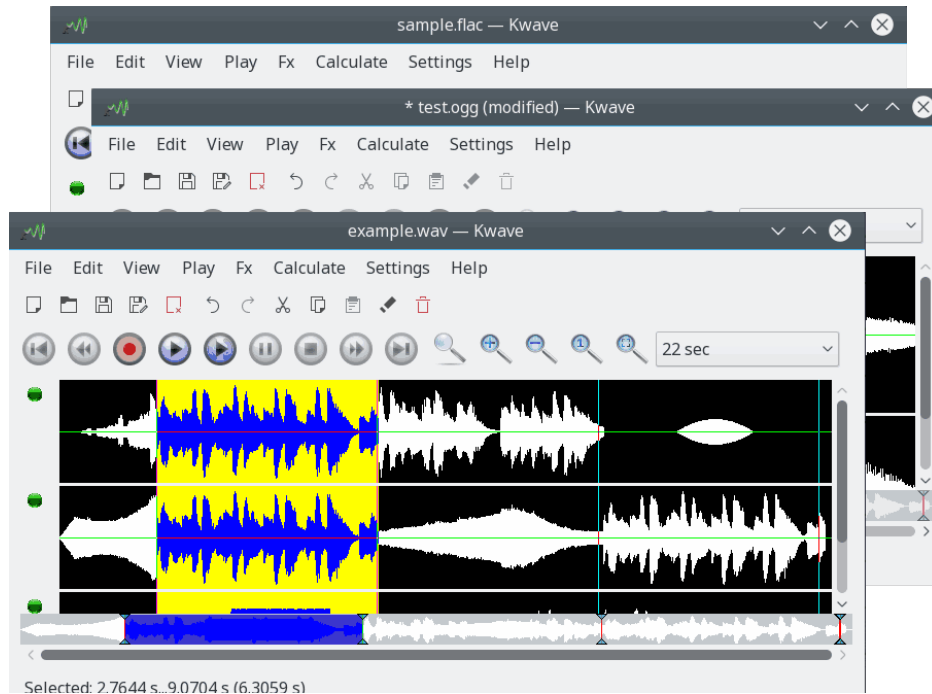 sample.flac — Kwave
File Edit View Play Fx Calculate Settings Help
* test.ogg (modified) — Kwave
File Edit View Play Fx Calculate Settings Help
example.wav — Kwave
File Edit View Play Fx Calculate Settings Help
22 sec
Selected: 2.7644 s...9.0704 s (6.3059 s)